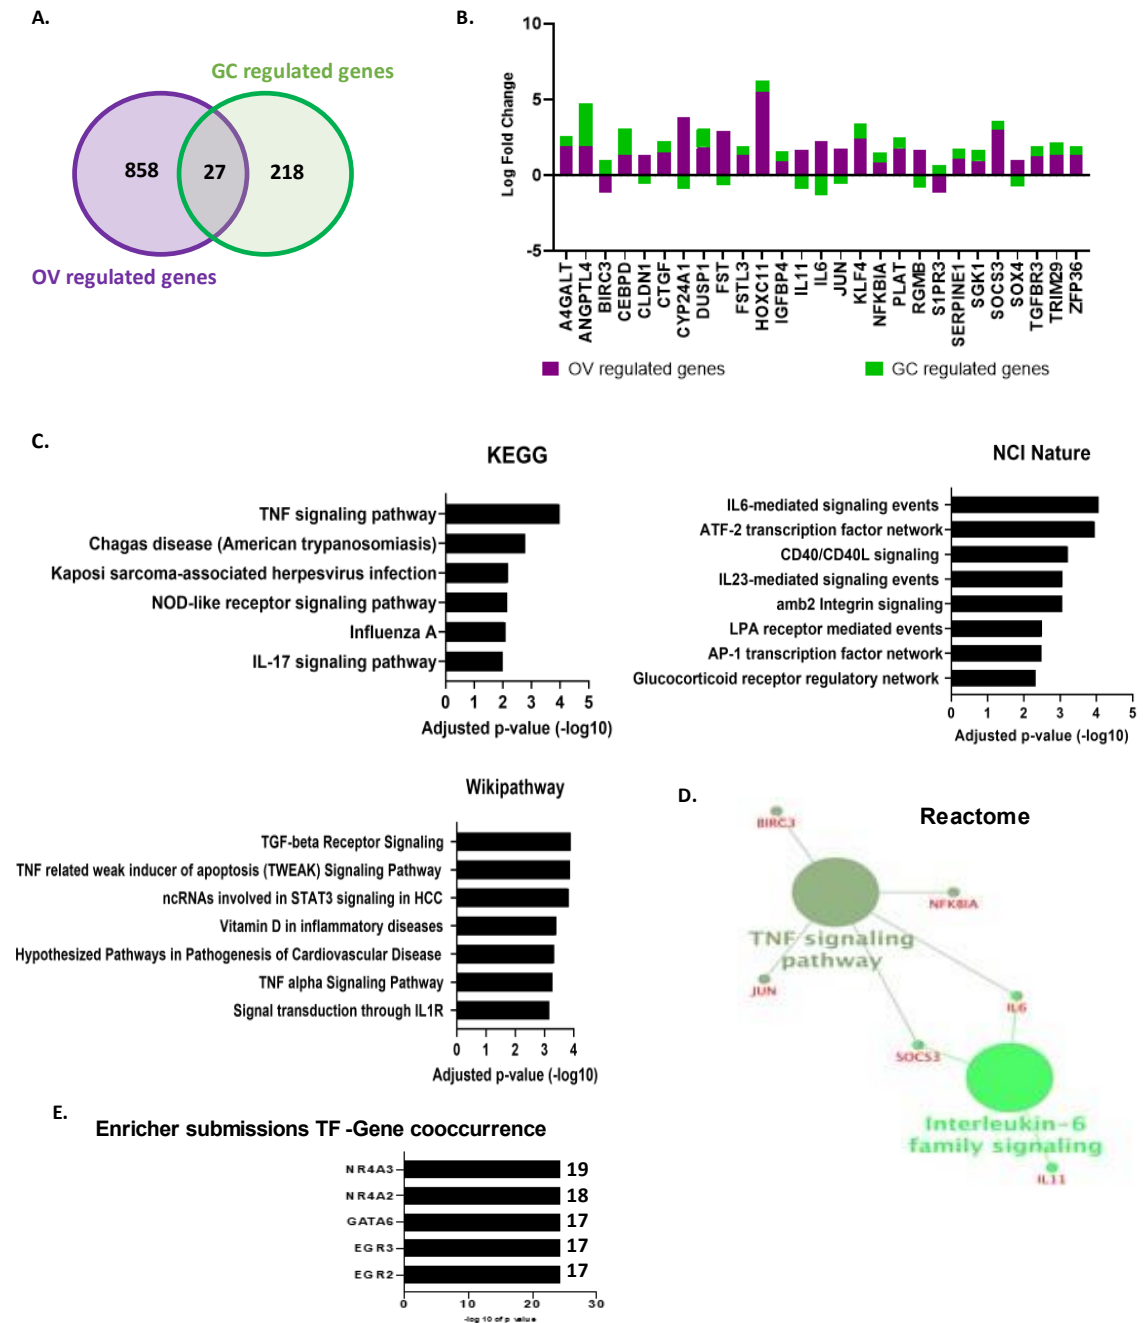 A.
GC regulated genes
858
27
218
OV regulated genes
B.
Log Fold Change
10
5
0
-5
A4GALT
ANGPTL4
BIRC3
CEBPD
CLDN1
CTGF
CYP24A1
DUSP1
FST
FSTL3
HOXC11
IGFBP4
IL11
IL6
JUN
KLF4
NFKBIA
PLAT
RGMB
S1PR3
SERPINE1
SGK1
SOCS3
SOX4
TGFBR3
TRIM29
ZFP36
OV regulated genes
GC regulated genes
C.
KEGG
TNF signaling pathway
Chagas disease (American trypanosomiasis)
Kaposi sarcoma-associated herpesvirus infection
NOD-like receptor signaling pathway
Influenza A
IL-17 signaling pathway
0 1 2 3 4 5
Adjusted p-value (-log10)
NCI Nature
IL6-mediated signaling events
ATF-2 transcription factor network
CD40/CD40L signaling
IL23-mediated signaling events
amb2 Integrin signaling
LPA receptor mediated events
AP-1 transcription factor network
Glucocorticoid receptor regulatory network
0 1 2 3 4 5
Adjusted p-value (-log10)
Wikipathway
TGF-beta Receptor Signaling
TNF related weak inducer of apoptosis (TWEAK) Signaling Pathway
ncRNAs involved in STAT3 signaling in HCC
Vitamin D in inflammatory diseases
Hypothesized Pathways in Pathogenesis of Cardiovascular Disease
TNF alpha Signaling Pathway
Signal transduction through IL1R
0 1 2 3 4
Adjusted p-value (-log10)
D.
Reactome
BIRC3
NFKBIA
TNF signaling
pathway
JUN
IL6
SOCS3
Interleukin-6
family signaling
IL11
E.
Enricher submissions TF -Gene cooccurrence
NR4A3 19
NR4A2 18
GATA6 17
EGR3 17
EGR2 17
0 10 20 30
-log 10 of p value